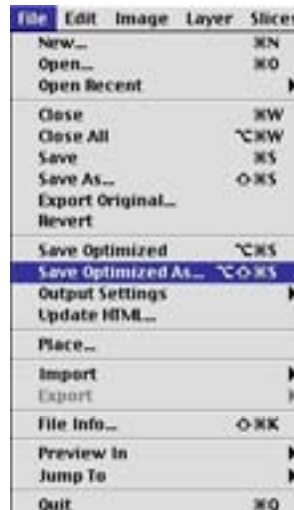 File Edit Image Layer Slices
New... ⌘N
Open... ⌘O
Open Recent
Close ⌘W
Close All ⌥⌘W
Save ⌘S
Save As... ⇧⌘S
Export Original...
Revert
Save Optimized ⌥⌘S
Save Optimized As... ⌥⇧⌘S
Output Settings
Update HTML...
Place...
Import
Export
File Info... ⇧⌘K
Preview In
Jump To
Quit ⌘Q